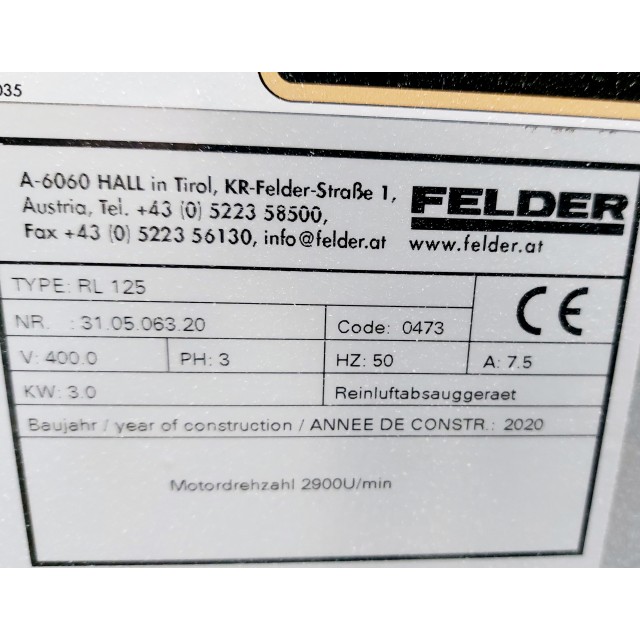 035
A-6060 HALL in Tirol, KR-Felder-Straße 1,
Austria, Tel. +43 (0) 5223 58500,
Fax +43 (0) 5223 56130, info@felder.at
FELDER
www.felder.at
TYPE: RL 125
CE
NR. : 31.05.063.20
Code: 0473
V: 400.0
PH: 3
HZ: 50
A: 7.5
KW: 3.0
Reinluftabsauggeraet
Baujahr / year of construction / ANNEE DE CONSTR.: 2020
Motordrehzahl 2900U/min